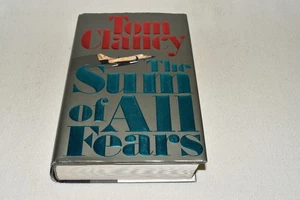 Tom
Clancy
The
Sum
of All
Fears